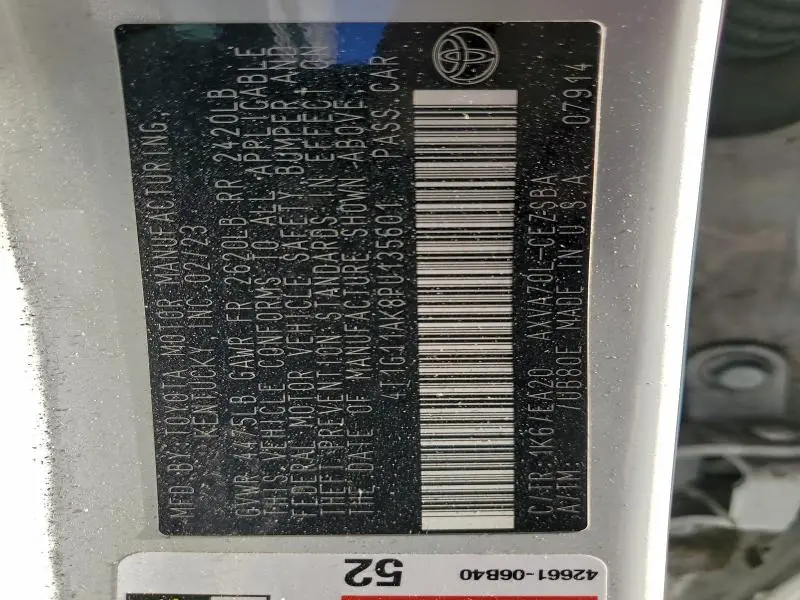 MFD.BY:TOYOTA MOTOR MANUFACTURING,
KENTUCKY INC.02/23
GVWR 4475LB GAWR FR 2620LB RR 2420LB
THIS VEHICLE CONFORMS TO ALL APPLICABLE
FEDERAL MOTOR VEHICLE SAFETY, BUMPER, AND
THEFT PREVENTION STANDARDS IN EFFECT ON
THE DATE OF MANUFACTURE SHOWN ABOVE.
4T1G11AK8PU135601 PASS. CAR
C/TR:1K6/EA20 AXVA70L-CEZSBA
A/TM: /UB80E MADE IN U S A 07914
52
42661-06B40